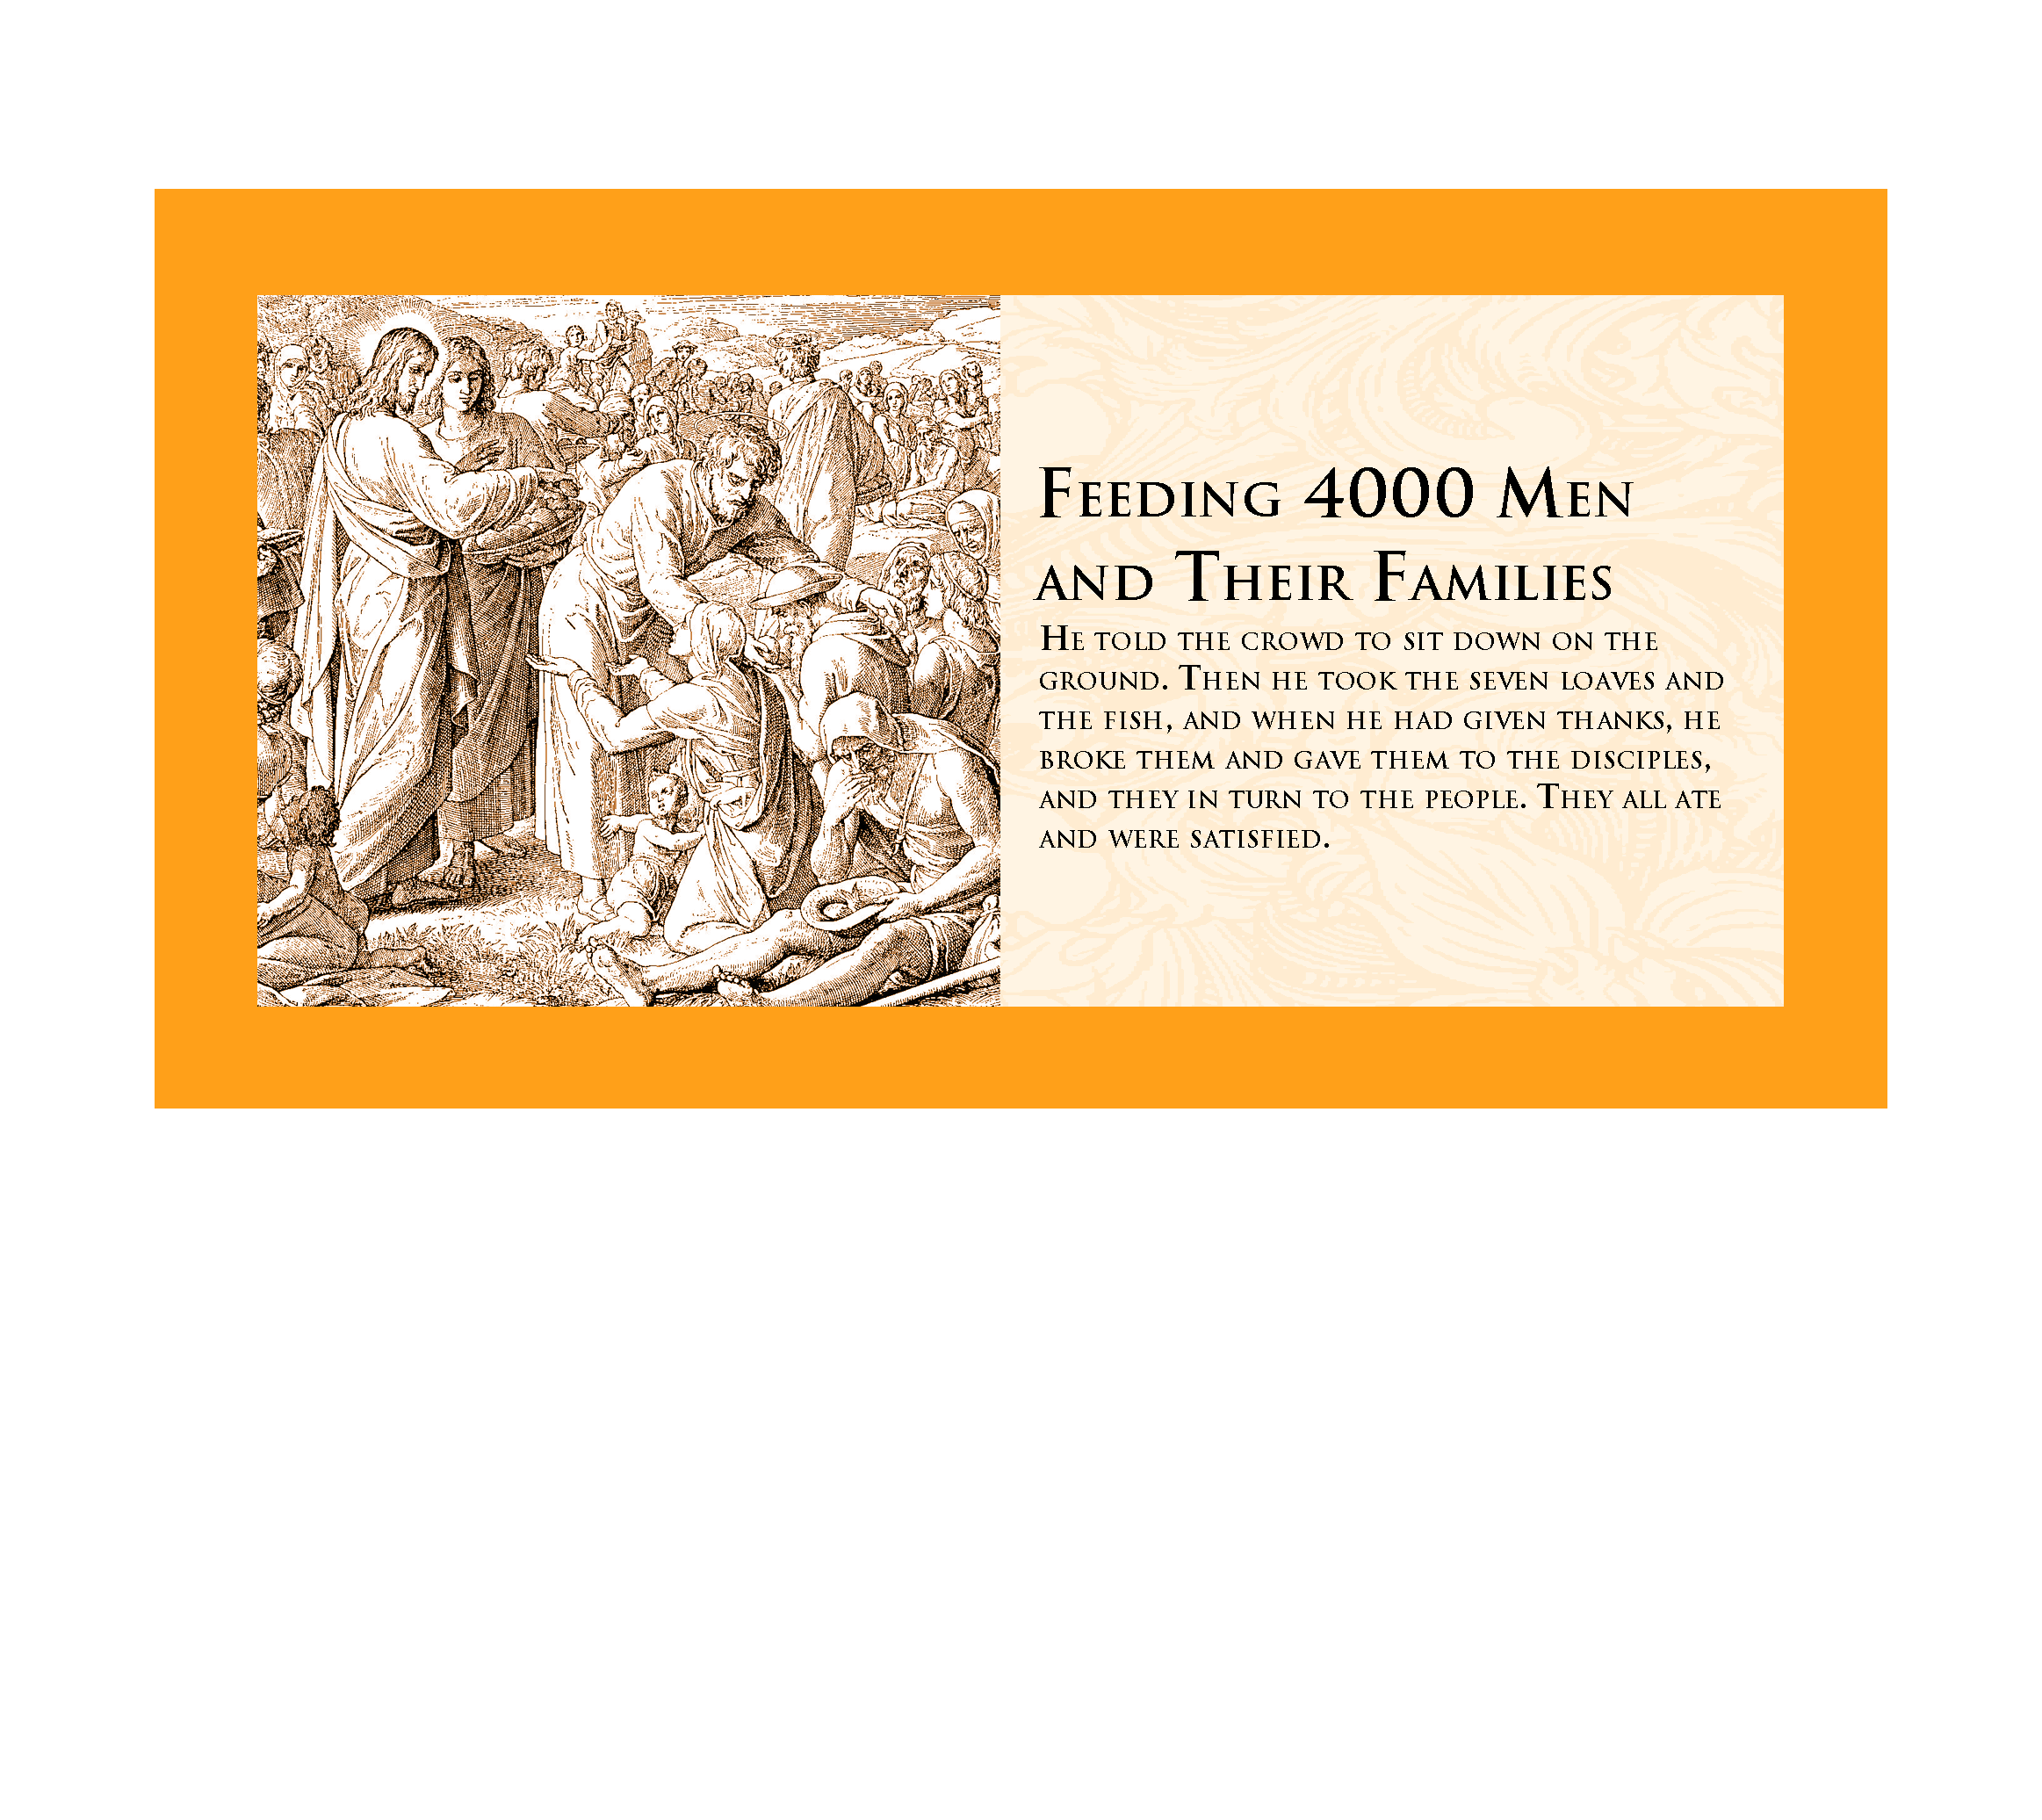 Feeding 4000 Men
and Their Families
He told the crowd to sit down on the
ground. Then he took the seven loaves and
the fish, and when he had given thanks, he
broke them and gave them to the disciples,
and they in turn to the people. They all ate
and were satisfied.